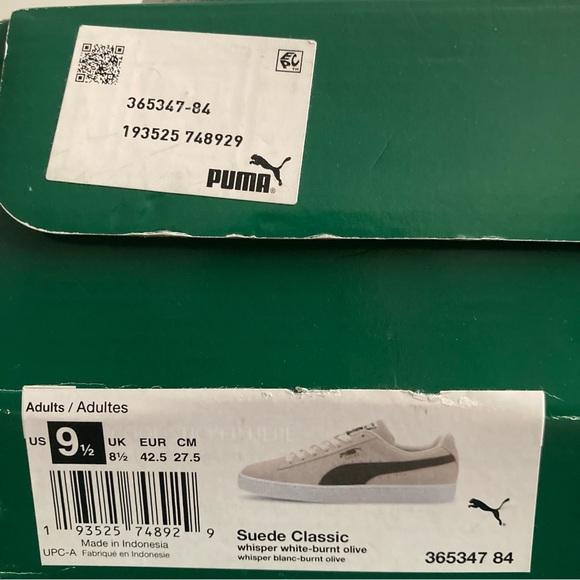 365347-84
193525 748929
PUMA®
Adults / Adultes
US 9 1/2 UK EUR CM
8½ 42.5 27.5
1 93525 74892 9
Made in Indonesia
UPC-A Fabriqué en Indonesie
Suede Classic
whisper white-burnt olive
whisper blanc-burnt olive
365347 84